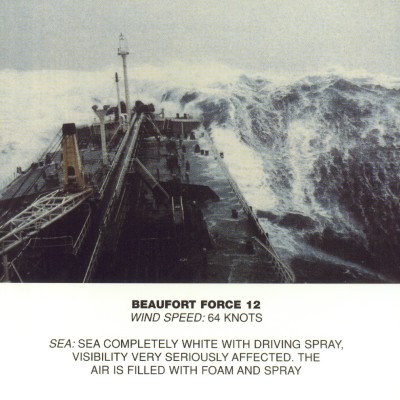 BEAUFORT FORCE 12
WIND SPEED: 64 KNOTS
SEA: SEA COMPLETELY WHITE WITH DRIVING SPRAY,
VISIBILITY VERY SERIOUSLY AFFECTED. THE
AIR IS FILLED WITH FOAM AND SPRAY